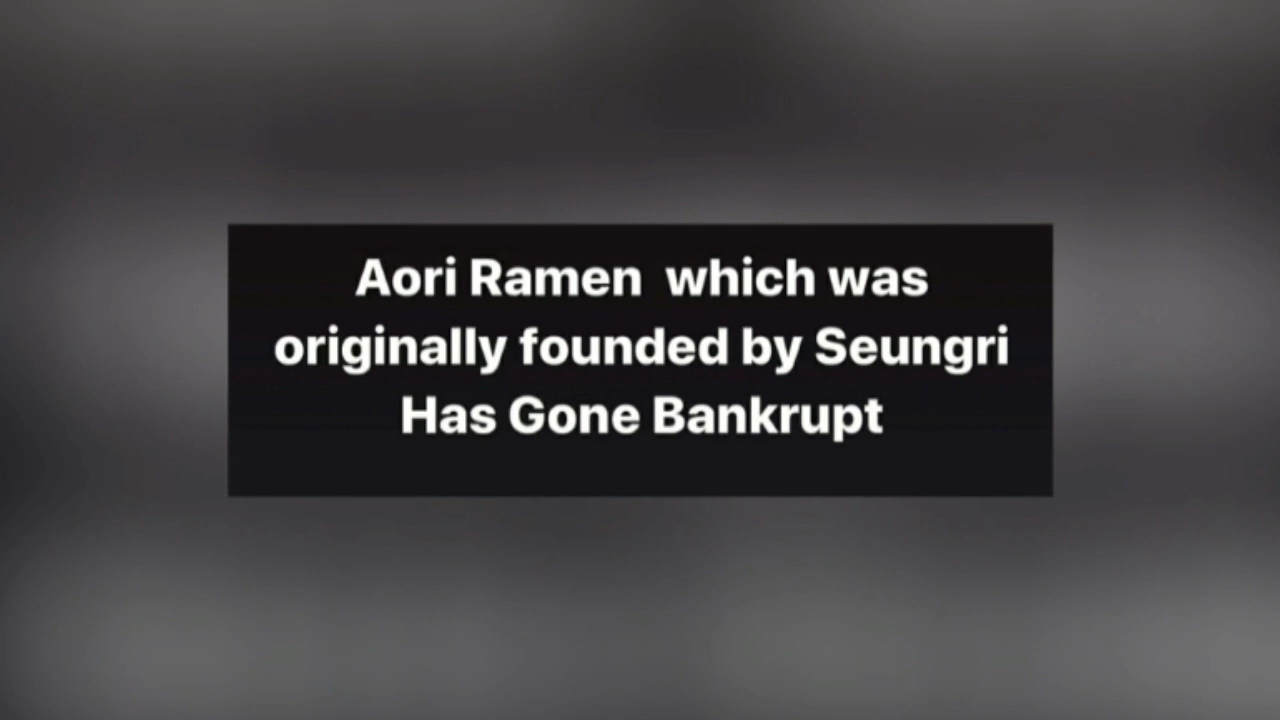 Aori Ramen  which was
originally founded by Seungri
Has Gone Bankrupt